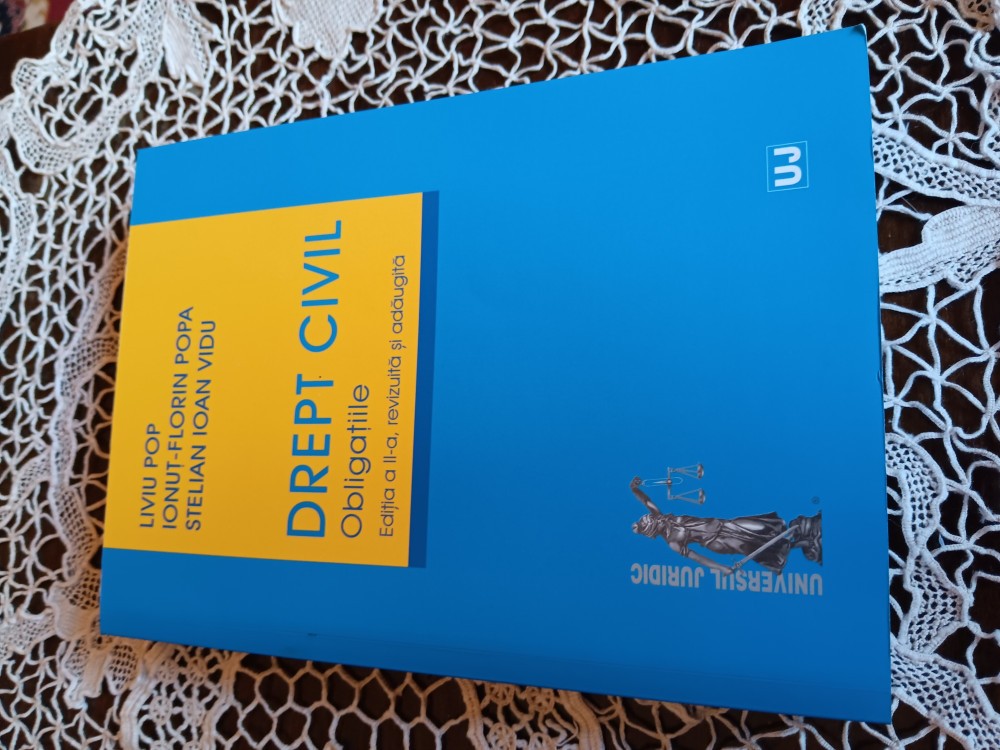 LIVIU POP
IONUȚ-FLORIN POPA
STELIAN IOAN VIDU
DREPT CIVIL
Obligațiile
Ediția a II-a, revizuită și adăugită
UNIVERSUL JURIDIC
®
UJ